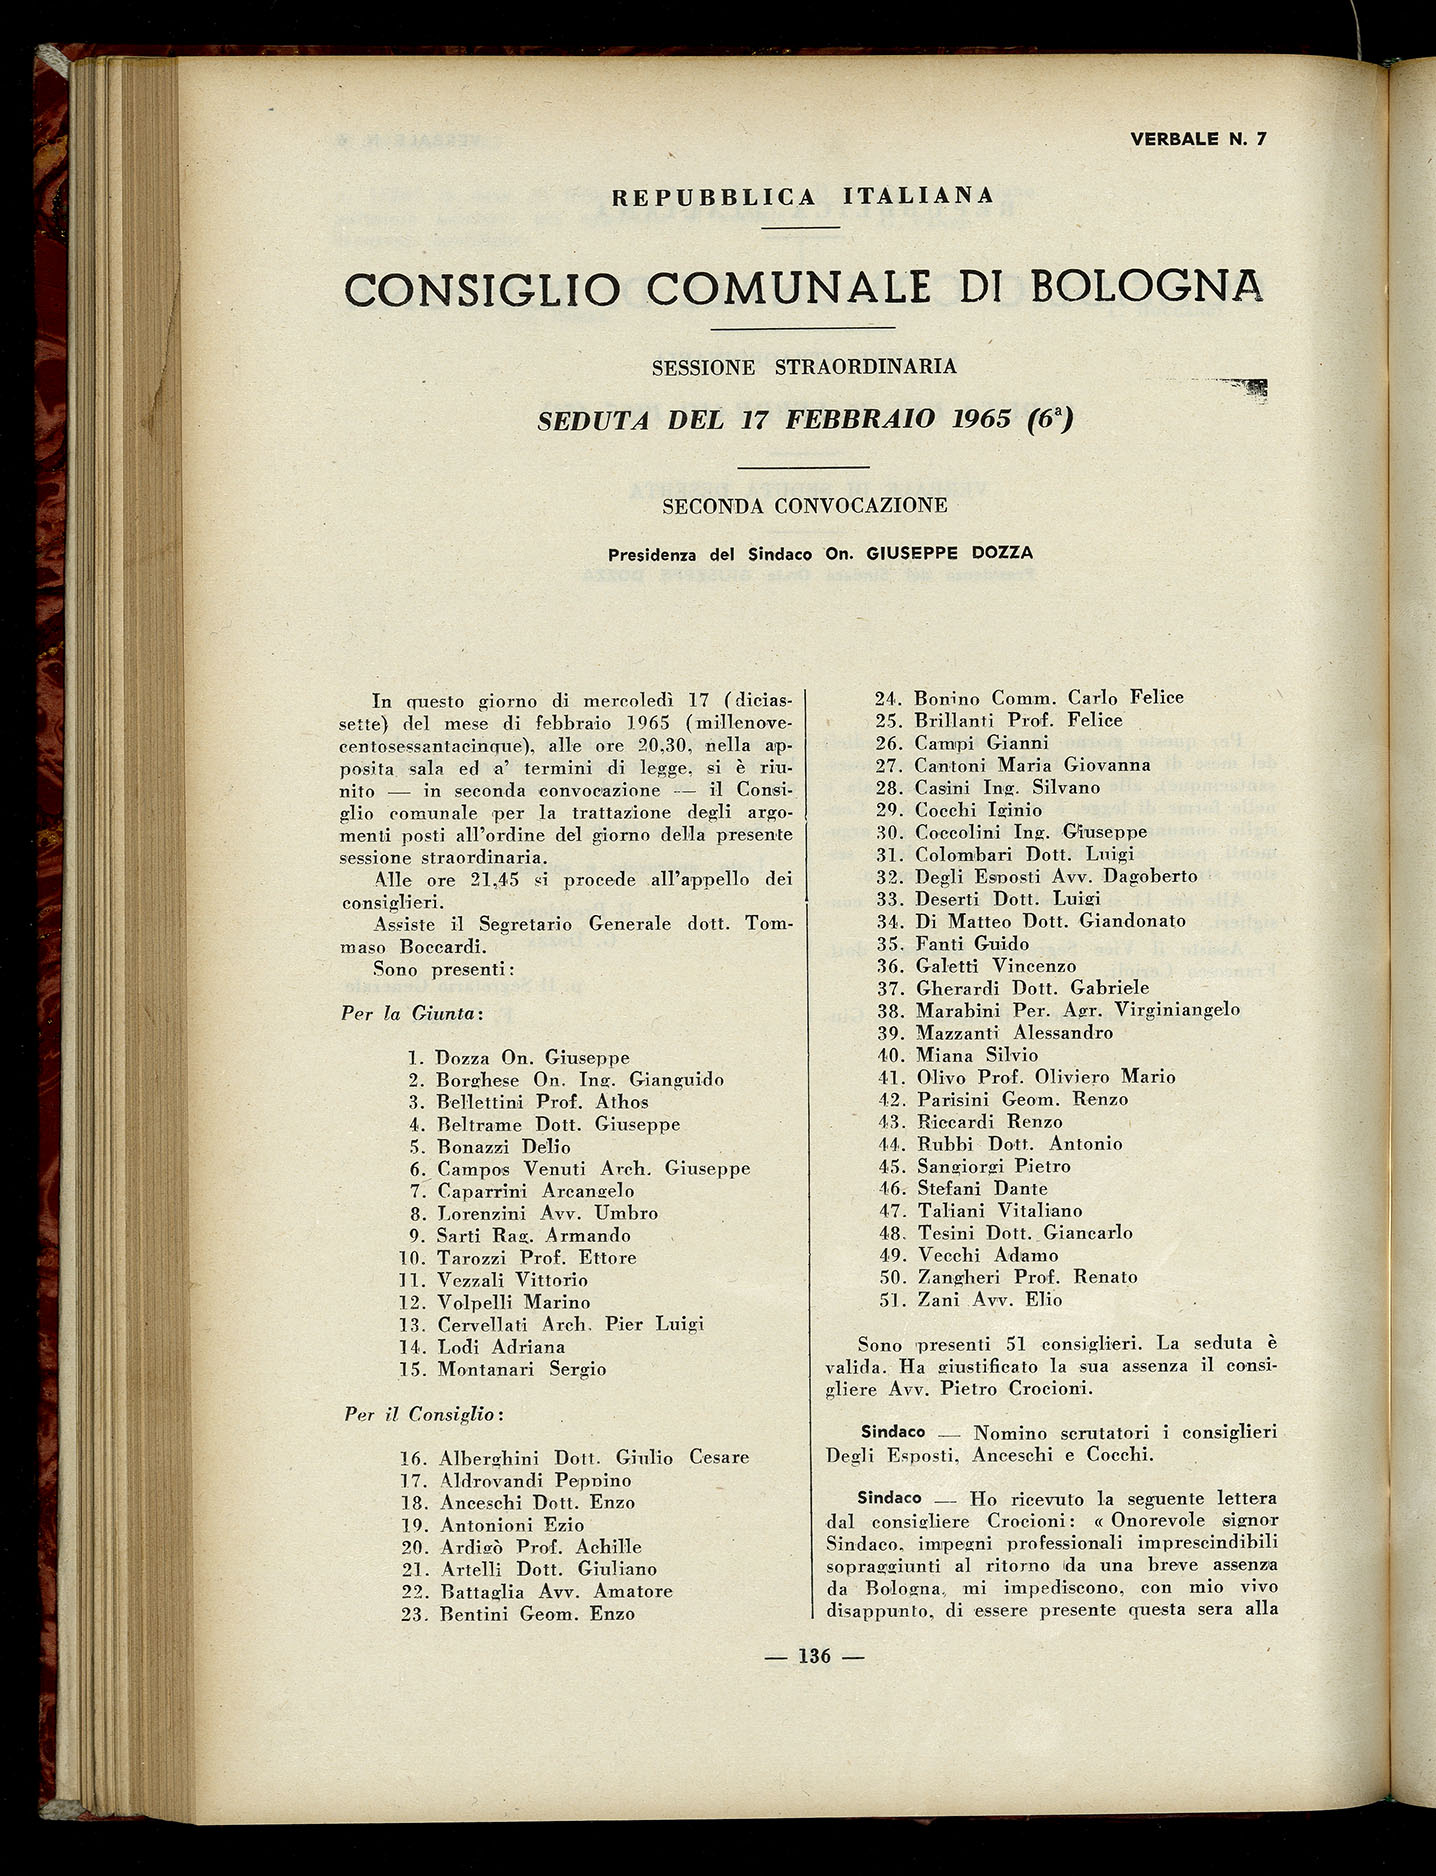 VERBALE N. 7
REPUBBLICA ITALIANA
CONSIGLIO COMUNALE DI BOLOGNA
SESSIONE STRAORDINARIA
SEDUTA DEL 17 FEBBRAIO 1965 (6ª)
SECONDA CONVOCAZIONE
Presidenza del Sindaco On. GIUSEPPE DOZZA
In questo giorno di mercoledì 17 (dicias-
sette) del mese di febbraio 1965 (millenove-
centosessantacinque), alle ore 20,30, nella ap-
posita sala ed a' termini di legge, si è riu-
nito — in seconda convocazione — il Consi-
glio comunale per la trattazione degli argo-
menti posti all'ordine del giorno della presente
sessione straordinaria.
Alle ore 21,45 si procede all'appello dei
consiglieri.
Assiste il Segretario Generale dott. Tom-
maso Boccardi.
Sono presenti:
Per la Giunta:
1. Dozza On. Giuseppe
2. Borghese On. Ing. Gianguido
3. Bellettini Prof. Athos
4. Beltrame Dott. Giuseppe
5. Bonazzi Delio
6. Campos Venuti Arch. Giuseppe
7. Caparrini Arcangelo
8. Lorenzini Avv. Umbro
9. Sarti Rag. Armando
10. Tarozzi Prof. Ettore
11. Vezzali Vittorio
12. Volpelli Marino
13. Cervellati Arch. Pier Luigi
14. Lodi Adriana
15. Montanari Sergio
Per il Consiglio:
16. Alberghini Dott. Giulio Cesare
17. Aldrovandi Peppino
18. Anceschi Dott. Enzo
19. Antonioni Ezio
20. Ardigò Prof. Achille
21. Artelli Dott. Giuliano
22. Battaglia Avv. Amatore
23. Bentini Geom. Enzo
24. Bonino Comm. Carlo Felice
25. Brillanti Prof. Felice
26. Campi Gianni
27. Cantoni Maria Giovanna
28. Casini Ing. Silvano
29. Cocchi Iginio
30. Coccolini Ing. Giuseppe
31. Colombari Dott. Luigi
32. Degli Esposti Avv. Dagoberto
33. Deserti Dott. Luigi
34. Di Matteo Dott. Giandonato
35. Fanti Guido
36. Galetti Vincenzo
37. Gherardi Dott. Gabriele
38. Marabini Per. Agr. Virginiangelo
39. Mazzanti Alessandro
40. Miana Silvio
41. Olivo Prof. Oliviero Mario
42. Parisini Geom. Renzo
43. Riccardi Renzo
44. Rubbi Dott. Antonio
45. Sangiorgi Pietro
46. Stefani Dante
47. Taliani Vitaliano
48. Tesini Dott. Giancarlo
49. Vecchi Adamo
50. Zangheri Prof. Renato
51. Zani Avv. Elio
Sono presenti 51 consiglieri. La seduta è
valida. Ha giustificato la sua assenza il consi-
gliere Avv. Pietro Crocioni.
Sindaco — Nomino scrutatori i consiglieri
Degli Esposti, Anceschi e Cocchi.
Sindaco — Ho ricevuto la seguente lettera
dal consigliere Crocioni: « Onorevole signor
Sindaco, impegni professionali imprescindibili
sopraggiunti al ritorno da una breve assenza
da Bologna, mi impediscono, con mio vivo
disappunto, di essere presente questa sera alla
— 136 —